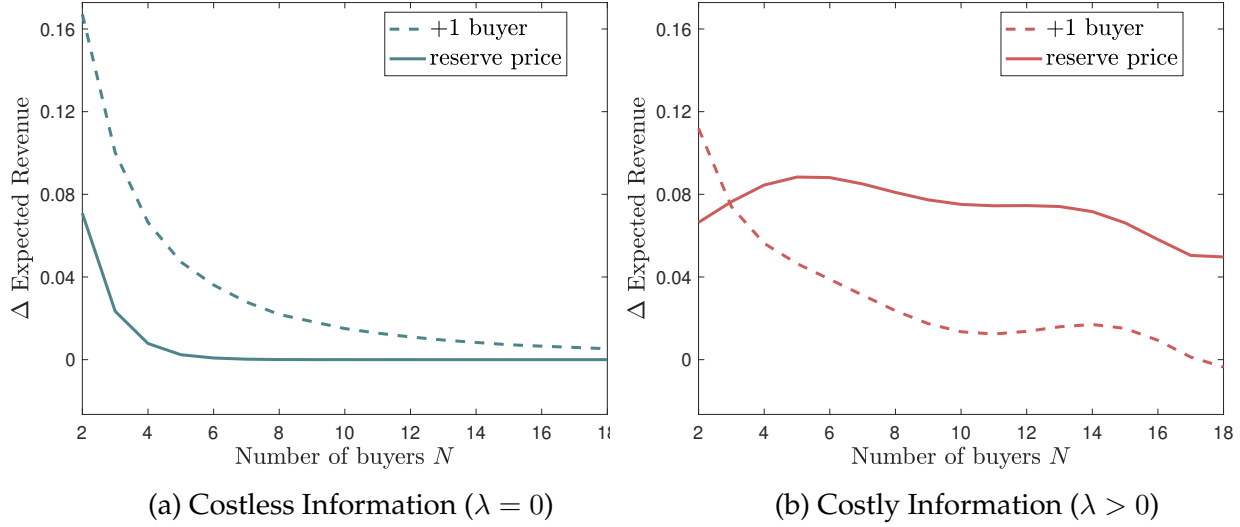 0.16
0.12
0.08
0.04
0
Δ Expected Revenue
+1 buyer
reserve price
2 4 6 8 10 12 14 16 18
Number of buyers N
(a) Costless Information (λ = 0)
0.16
0.12
0.08
0.04
0
Δ Expected Revenue
+1 buyer
reserve price
2 4 6 8 10 12 14 16 18
Number of buyers N
(b) Costly Information (λ > 0)